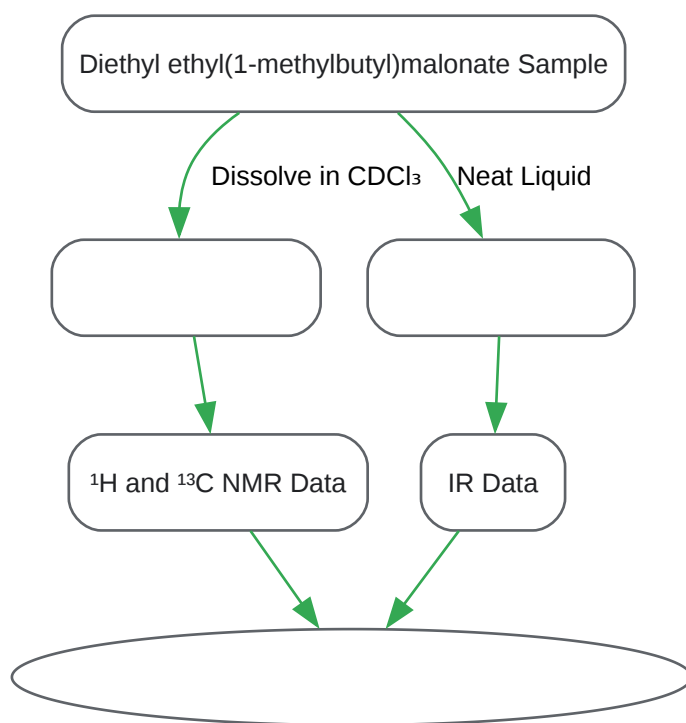 Diethyl ethyl(1-methylbutyl)malonate Sample
Dissolve in CDCl₃
Neat Liquid
¹H and ¹³C NMR Data
IR Data